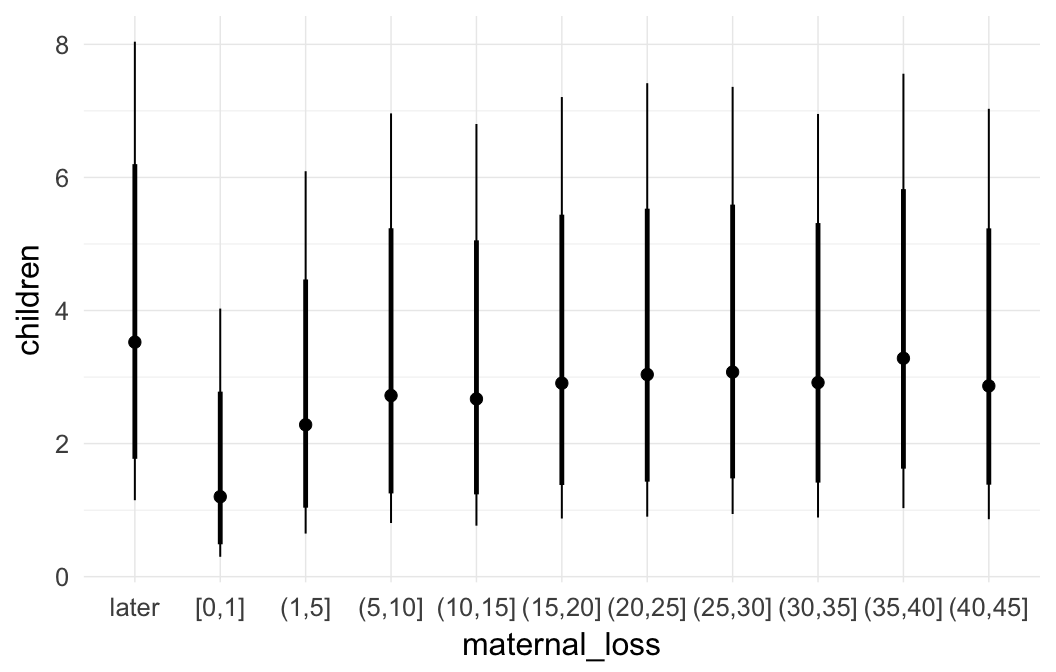 8
6
4
2
0
children
later [0,1] (1,5] (5,10] (10,15] (15,20] (20,25] (25,30] (30,35] (35,40] (40,45]
maternal_loss